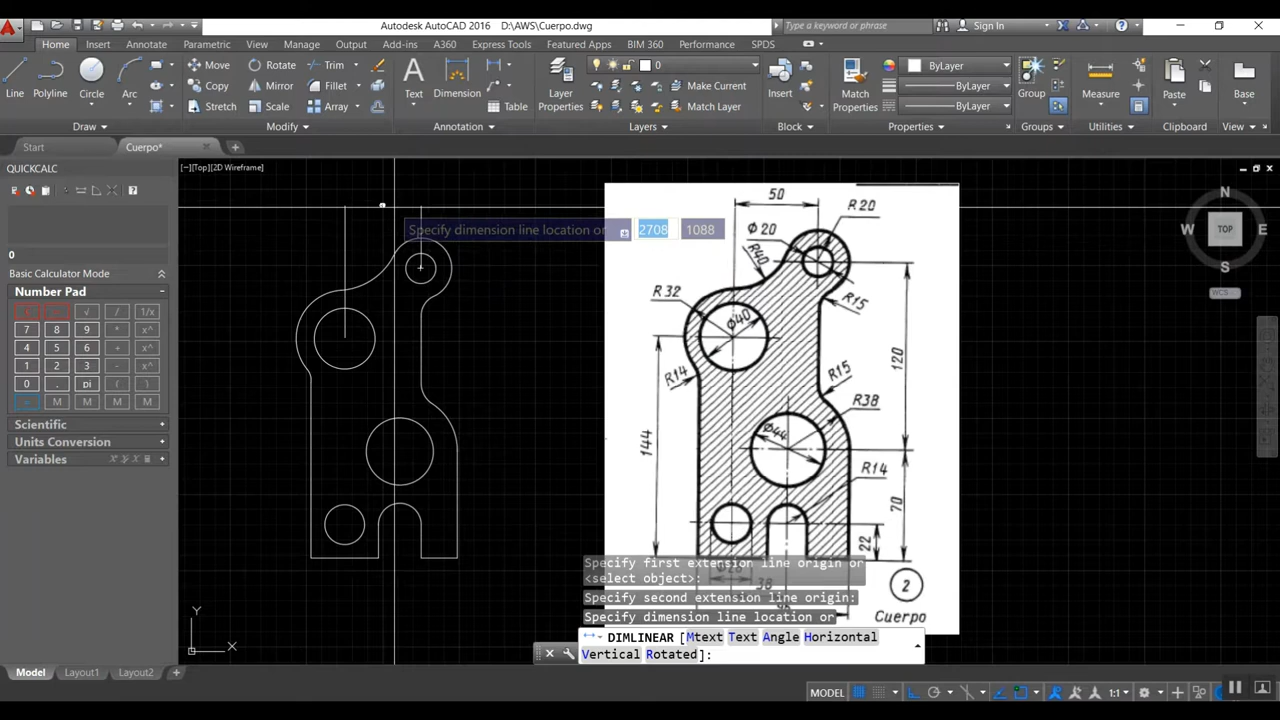 Autodesk AutoCAD 2016 D:\AWS\Cuerpo.dwg
Type a keyword or phrase
Sign In
Home Insert Annotate Parametric View Manage Output Add-ins A360 Express Tools Featured Apps BIM 360 Performance SPDS
Line
Polyline
Circle
Arc
Move
Copy
Stretch
Rotate
Mirror
Scale
Trim
Fillet
Array
Text
Dimension
Table
Layer
Properties
0
Make Current
Match Layer
Insert
Match
Properties
ByLayer
ByLayer
ByLayer
Group
Measure
Paste
Base
Draw
Modify
Annotation
Layers
Block
Properties
Groups
Utilities
Clipboard
View
Start
Cuerpo*
QUICKCALC
[−][Top][2D Wireframe]
0
Basic Calculator Mode
Number Pad
C
√ / 1/x
7 8 9 * x^
4 5 6 + x^
1 2 3 - x^
0 . pi ( )
= M M M M
Scientific
Units Conversion
Variables
Specify dimension line location or
2708
1088
50
R20
Φ20
R40
R32
Φ40
R15
120
R14
R15
R38
144
Φ44
R14
70
22
38
2
Cuerpo
N
W
TOP
E
S
WCS
Specify first extension line origin or
<select object>:
Specify second extension line origin:
Specify dimension line location or
DIMLINEAR [Mtext Text Angle Horizontal
Vertical Rotated]:
Y
X
Model Layout1 Layout2 +
MODEL
1:1